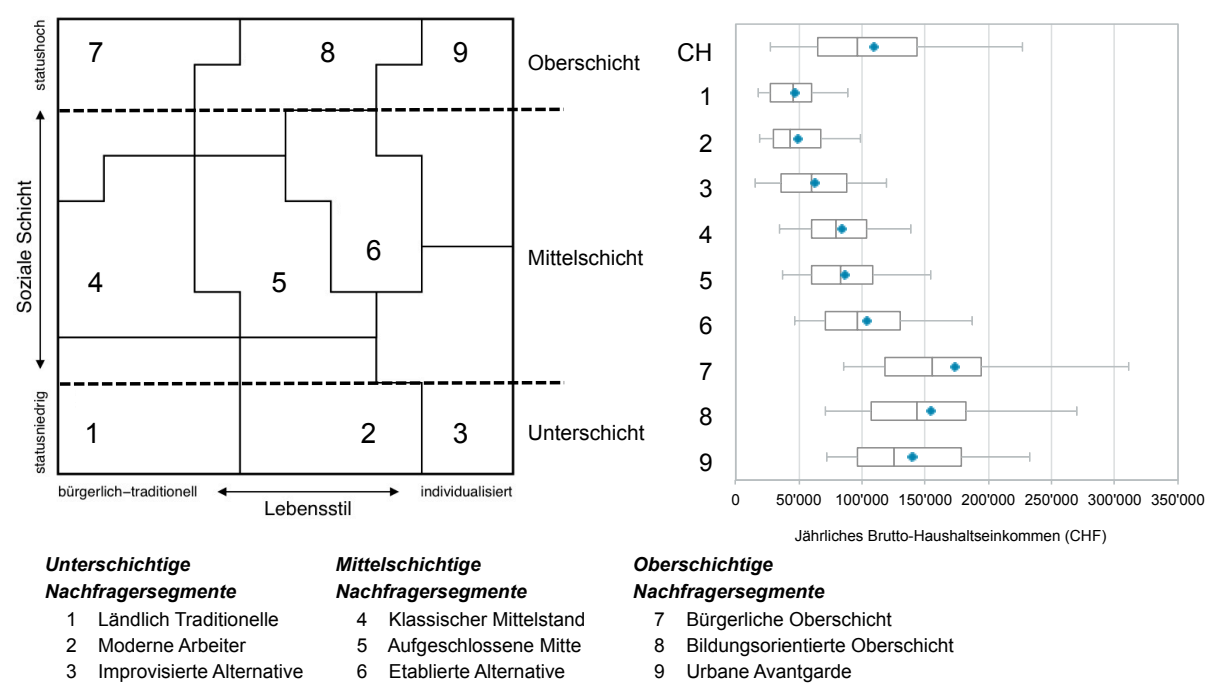 7
8
9
Oberschicht
statushoch
Soziale Schicht
4
5
6
Mittelschicht
statusniedrig
1
2
3
Unterschicht
bürgerlich–traditionell
individualisiert
Lebensstil
CH
1
2
3
4
5
6
7
8
9
0 50'000 100'000 150'000 200'000 250'000 300'000 350'000
Jährliches Brutto-Haushaltseinkommen (CHF)
Unterschichtige
Nachfragersegmente
1 Ländlich Traditionelle
2 Moderne Arbeiter
3 Improvisierte Alternative
Mittelschichtige
Nachfragersegmente
4 Klassischer Mittelstand
5 Aufgeschlossene Mitte
6 Etablierte Alternative
Oberschichtige
Nachfragersegmente
7 Bürgerliche Oberschicht
8 Bildungsorientierte Oberschicht
9 Urbane Avantgarde